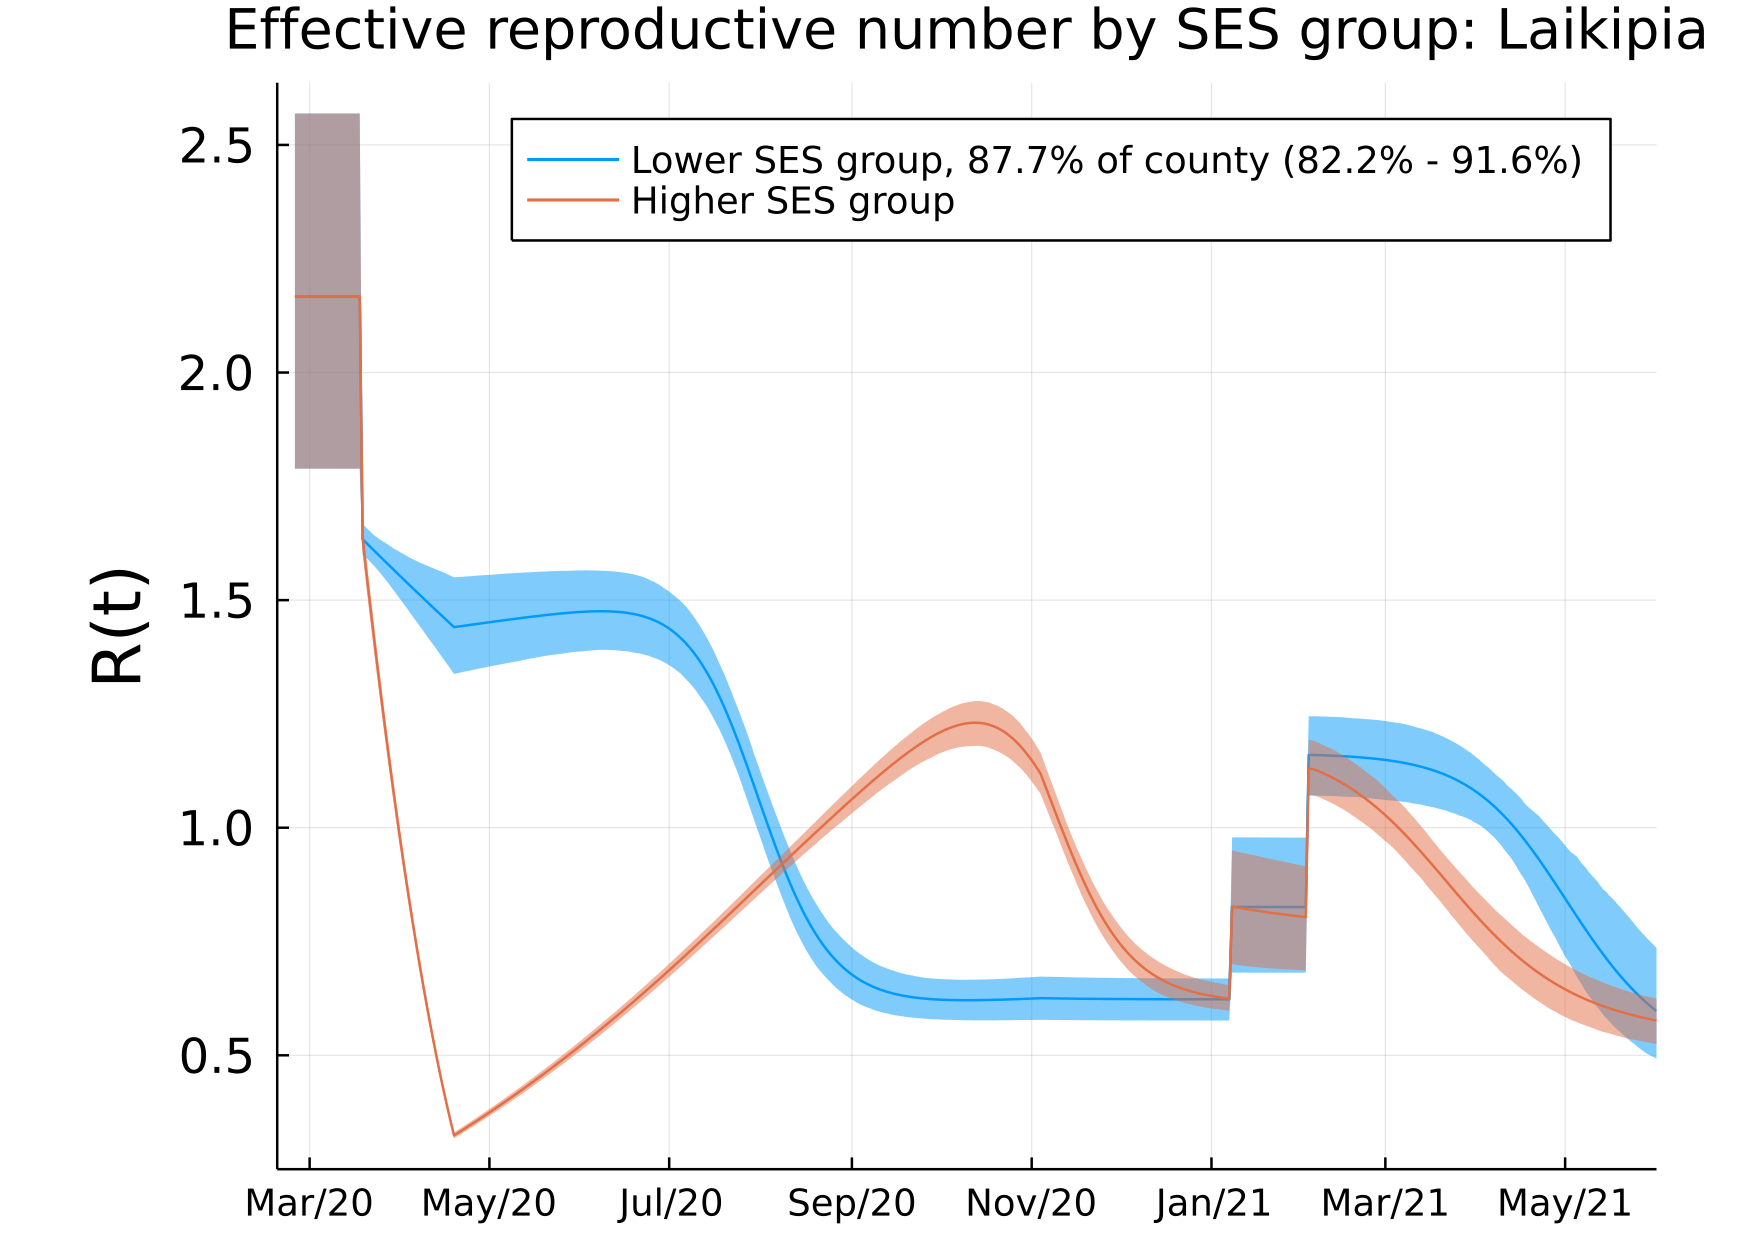 Effective reproductive number by SES group: Laikipia
Lower SES group, 87.7% of county (82.2% - 91.6%)
Higher SES group
R(t)
2.5
2.0
1.5
1.0
0.5
Mar/20 May/20 Jul/20 Sep/20 Nov/20 Jan/21 Mar/21 May/21